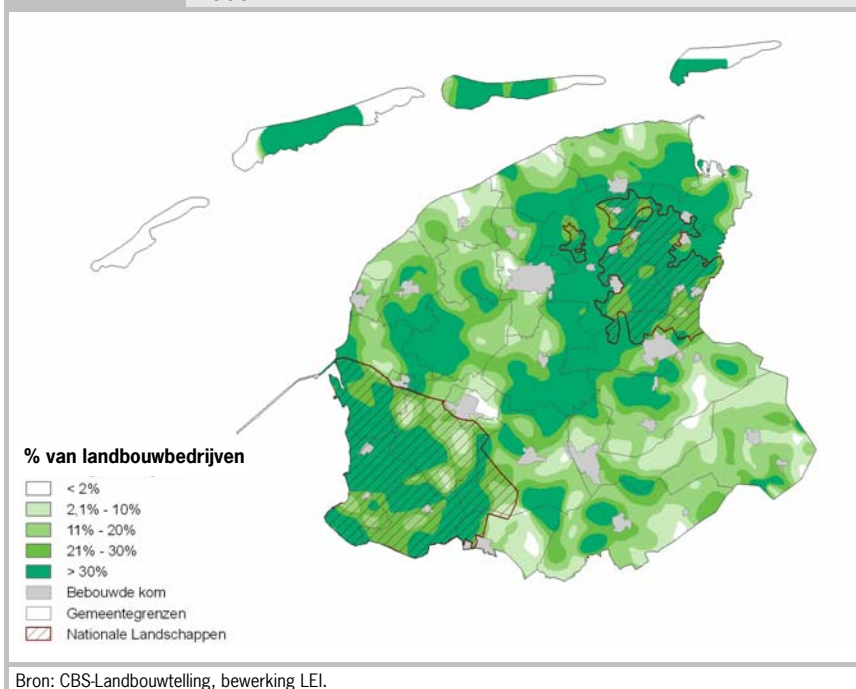 % van landbouwbedrijven
< 2%
2,1% - 10%
11% - 20%
21% - 30%
> 30%
Bebouwde kom
Gemeentegrenzen
Nationale Landschappen
Bron: CBS-Landbouwtelling, bewerking LEI.